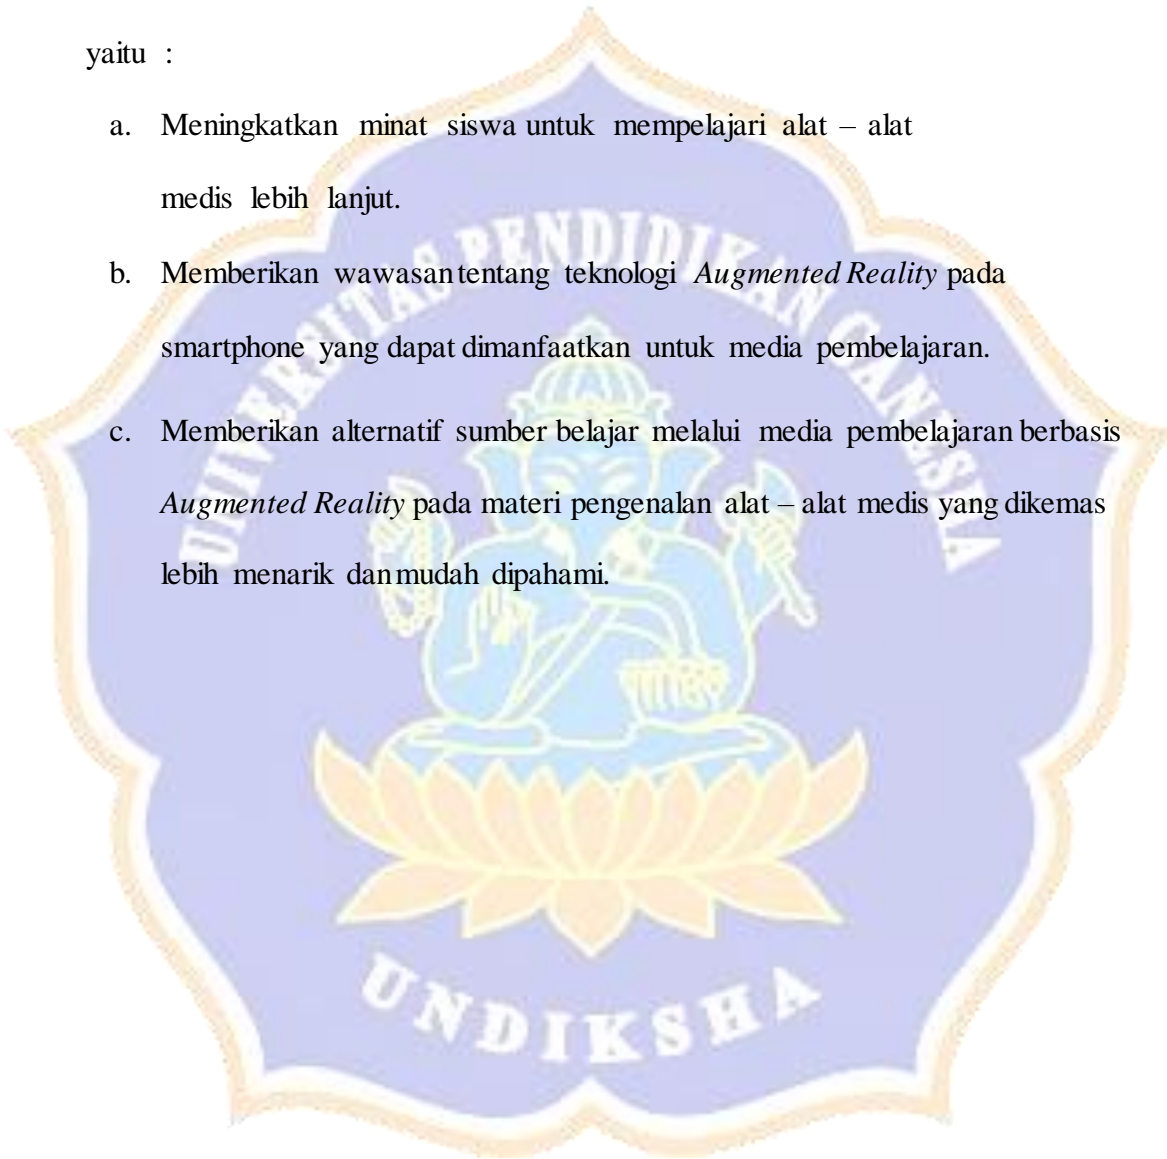 yaitu :
a. Meningkatkan minat siswa untuk mempelajari alat – alat
medis lebih lanjut.
b. Memberikan wawasan tentang teknologi Augmented Reality pada
smartphone yang dapat dimanfaatkan untuk media pembelajaran.
c. Memberikan alternatif sumber belajar melalui media pembelajaran berbasis
Augmented Reality pada materi pengenalan alat – alat medis yang dikemas
lebih menarik dan mudah dipahami.
UNIVERSITAS PENDIDIKAN GANESHA
UNDIKSHA